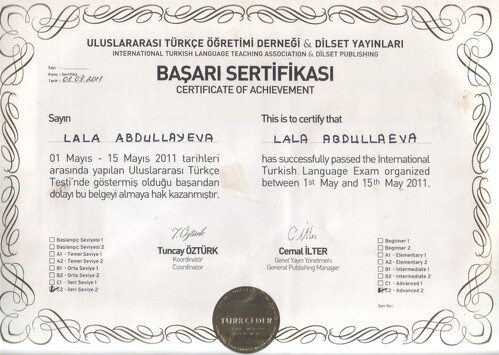 ULUSLARARASI TÜRKÇE ÖĞRETİMİ DERNEĞİ & DİLSET YAYINLARI
INTERNATIONAL TURKISH LANGUAGE TEACHING ASSOCIATION & DILSET PUBLISHING
BAŞARI SERTİFİKASI
CERTIFICATE OF ACHIEVEMENT
Sayı :
Konu : Sertifika
Tarih :
Sayın
LALA ABDULLAYEVA
01 Mayıs - 15 Mayıs 2011 tarihleri
arasında yapılan Uluslararası Türkçe
Testi'nde göstermiş olduğu başarıdan
dolayı bu belgeyi almaya hak kazanmıştır.
This is to certify that
LALA ABDULLAEVA
has successfully passed the International
Turkish Language Exam organized
between 1st May and 15th May 2011.
Tuncay ÖZTÜRK
Koordinatör
Coordinator
Cemal İLTER
Genel Yayın Yönetmeni
General Publishing Manager
Başlangıç Seviyesi 1
Başlangıç Seviyesi 2
A1 - Temel Seviye 1
A2 - Temel Seviye 2
B1 - Orta Seviye 1
B2 - Orta Seviye 2
C1 - İleri Seviye 1
C2 - İleri Seviye 2
Beginner 1
Beginner 2
A1 - Elementary 1
A2 - Elementary 2
B1 - Intermediate 1
B2 - Intermediate 2
C1 - Advanced 1
C2 - Advanced 2
Seri No:
TÜRKÇEDER